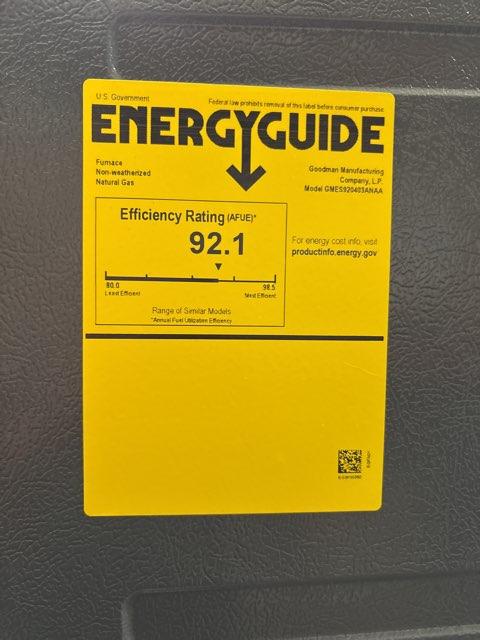 U.S. Government
Federal law prohibits removal of this label before consumer purchase.
ENERGYGUIDE
Furnace
Non-weatherized
Natural Gas
Goodman Manufacturing
Company, L.P.
Model GMES920403ANAA
Efficiency Rating (AFUE)*
92.1
80.0
98.5
Least Efficient
Most Efficient
Range of Similar Models
*Annual Fuel Utilization Efficiency
For energy cost info, visit
productinfo.energy.gov